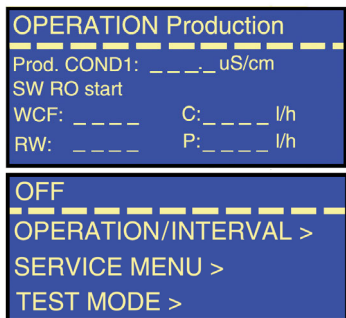 OPERATION Production
Prod. COND1: _ _ _._ uS/cm
SW RO start
WCF: _ _ _ _ C:_ _ _ _ l/h
RW: _ _ _ _ P:_ _ _ _ l/h
OFF
OPERATION/INTERVAL >
SERVICE MENU >
TEST MODE >